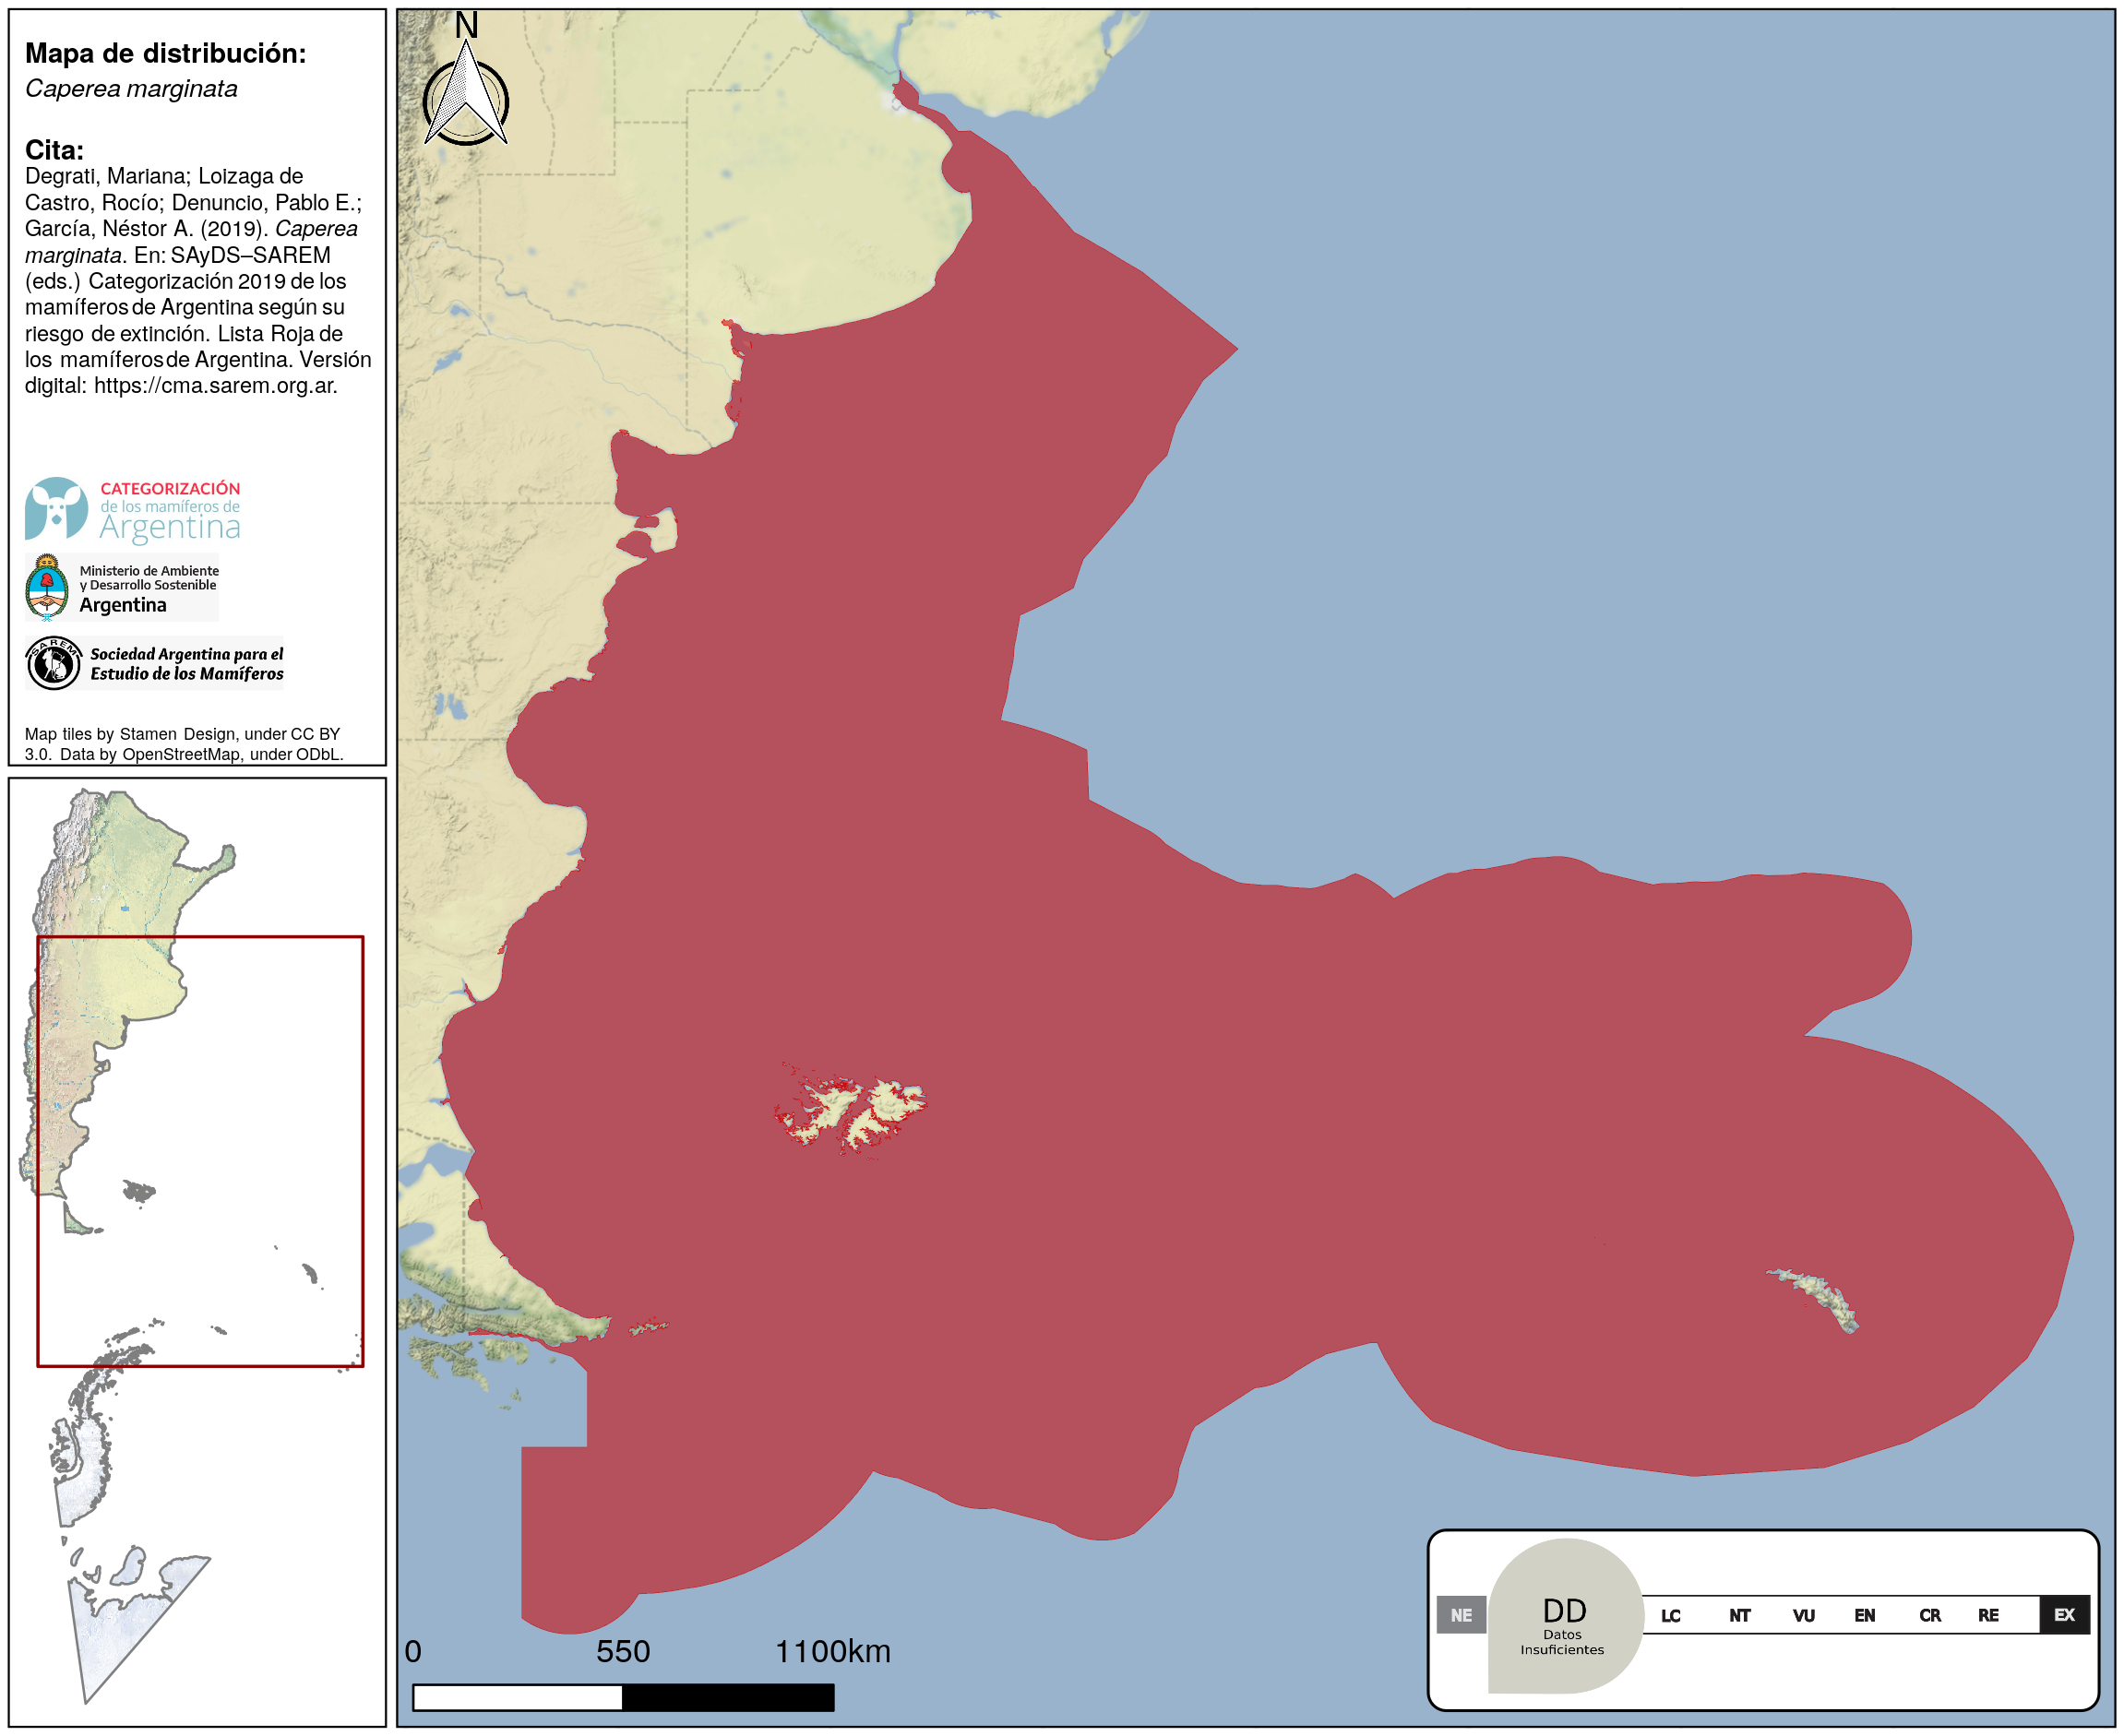 Mapa de distribución:
Caperea marginata
Cita:
Degrati, Mariana; Loizaga de
Castro, Rocío; Denuncio, Pablo E.;
García, Néstor A. (2019). Caperea
marginata. En: SAyDS–SAREM
(eds.) Categorización 2019 de los
mamíferos de Argentina según su
riesgo de extinción. Lista Roja de
los mamíferos de Argentina. Versión
digital: https://cma.sarem.org.ar.
CATEGORIZACIÓN
de los mamíferos de
Argentina
Ministerio de Ambiente
y Desarrollo Sostenible
Argentina
SAREM
Sociedad Argentina para el
Estudio de los Mamíferos
Map tiles by Stamen Design, under CC BY
3.0. Data by OpenStreetMap, under ODbL.
N
0 550 1100km
NE DD LC NT VU EN CR RE EX
Datos
Insuficientes